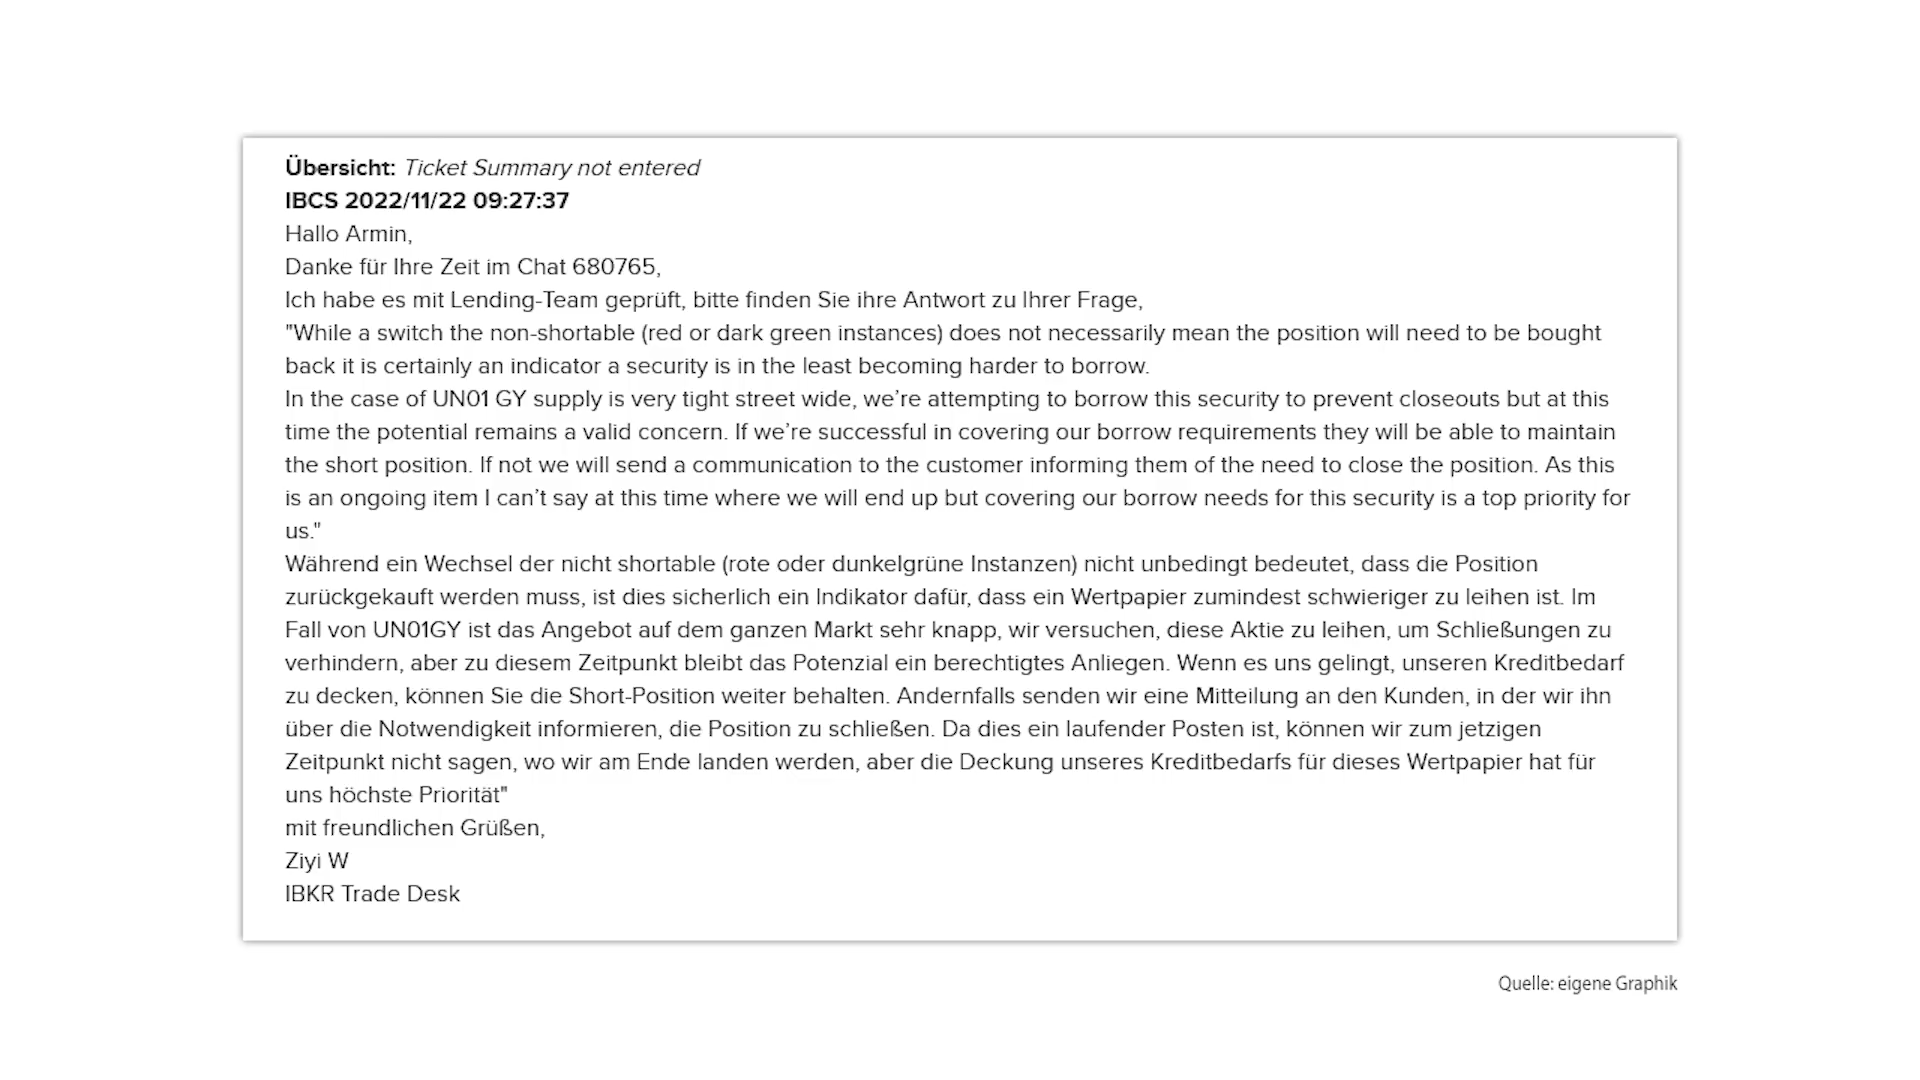 Übersicht: Ticket Summary not entered
IBCS 2022/11/22 09:27:37
Hallo Armin,
Danke für Ihre Zeit im Chat 680765,
Ich habe es mit Lending-Team geprüft, bitte finden Sie ihre Antwort zu Ihrer Frage,
"While a switch the non-shortable (red or dark green instances) does not necessarily mean the position will need to be bought
back it is certainly an indicator a security is in the least becoming harder to borrow.
In the case of UN01 GY supply is very tight street wide, we're attempting to borrow this security to prevent closeouts but at this
time the potential remains a valid concern. If we're successful in covering our borrow requirements they will be able to maintain
the short position. If not we will send a communication to the customer informing them of the need to close the position. As this
is an ongoing item I can't say at this time where we will end up but covering our borrow needs for this security is a top priority for
us."
Während ein Wechsel der nicht shortable (rote oder dunkelgrüne Instanzen) nicht unbedingt bedeutet, dass die Position
zurückgekauft werden muss, ist dies sicherlich ein Indikator dafür, dass ein Wertpapier zumindest schwieriger zu leihen ist. Im
Fall von UN01GY ist das Angebot auf dem ganzen Markt sehr knapp, wir versuchen, diese Aktie zu leihen, um Schließungen zu
verhindern, aber zu diesem Zeitpunkt bleibt das Potenzial ein berechtigtes Anliegen. Wenn es uns gelingt, unseren Kreditbedarf
zu decken, können Sie die Short-Position weiter behalten. Andernfalls senden wir eine Mitteilung an den Kunden, in der wir ihn
über die Notwendigkeit informieren, die Position zu schließen. Da dies ein laufender Posten ist, können wir zum jetzigen
Zeitpunkt nicht sagen, wo wir am Ende landen werden, aber die Deckung unseres Kreditbedarfs für dieses Wertpapier hat für
uns höchste Priorität"
mit freundlichen Grüßen,
Ziyi W
IBKR Trade Desk
Quelle: eigene Graphik